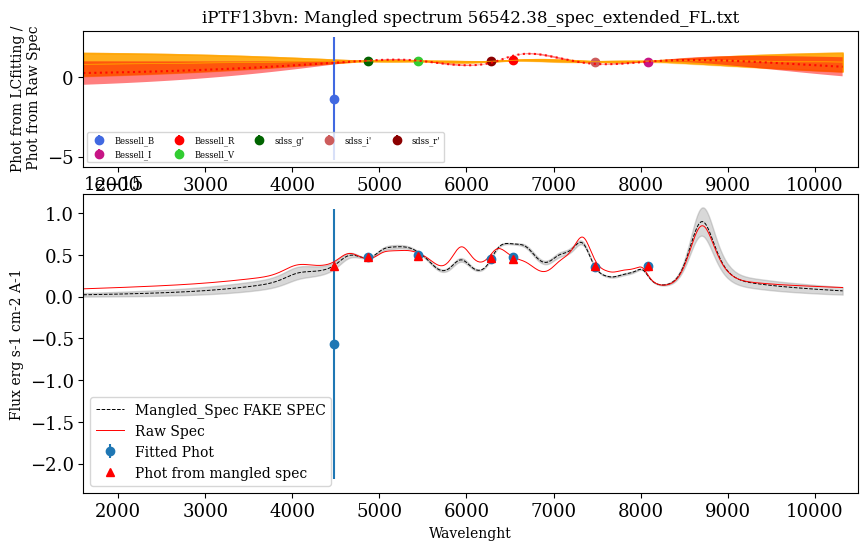 iPTF13bvn: Mangled spectrum 56542.38_spec_extended_FL.txt
Phot from LCfitting /
Phot from Raw Spec
0
−5
Bessell_B
Bessell_R
sdss_g'
sdss_i'
sdss_r'
Bessell_I
Bessell_V
2000 3000 4000 5000 6000 7000 8000 9000 10000
Flux erg s-1 cm-2 A-1
1.0
0.5
0.0
−0.5
−1.0
−1.5
−2.0
Mangled_Spec FAKE SPEC
Raw Spec
Fitted Phot
Phot from mangled spec
2000 3000 4000 5000 6000 7000 8000 9000 10000
Wavelenght